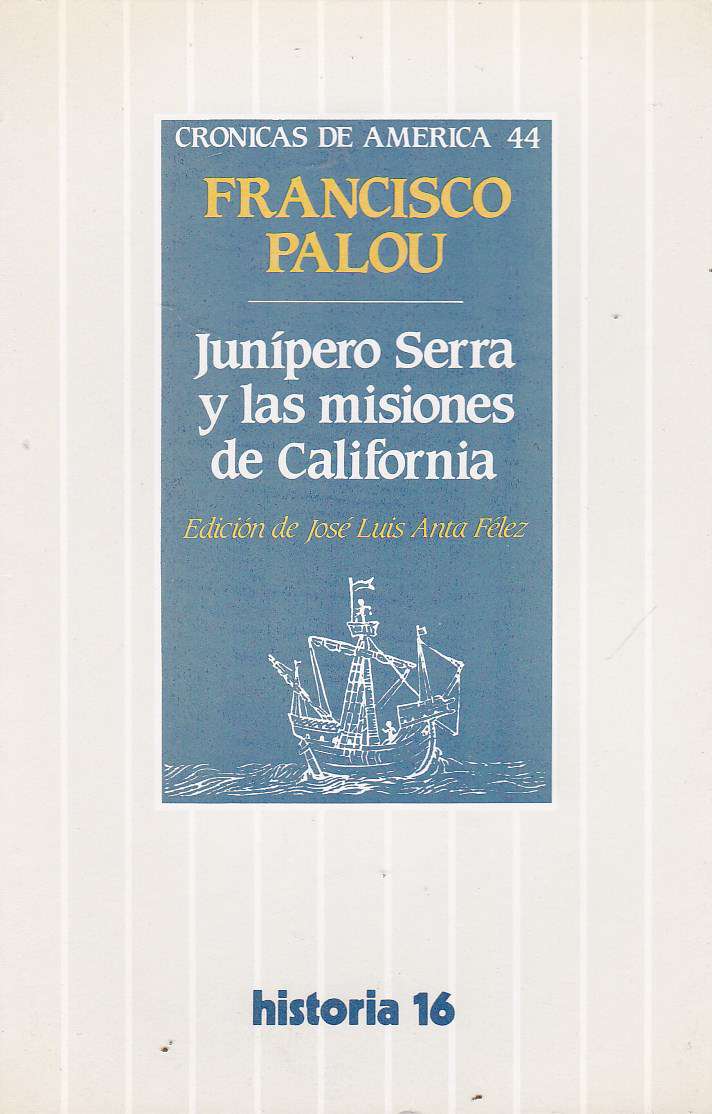 CRONICAS DE AMERICA 44
FRANCISCO
PALOU
Junípero Serra
y las misiones
de California
Edición de José Luis Anta Félez
historia 16